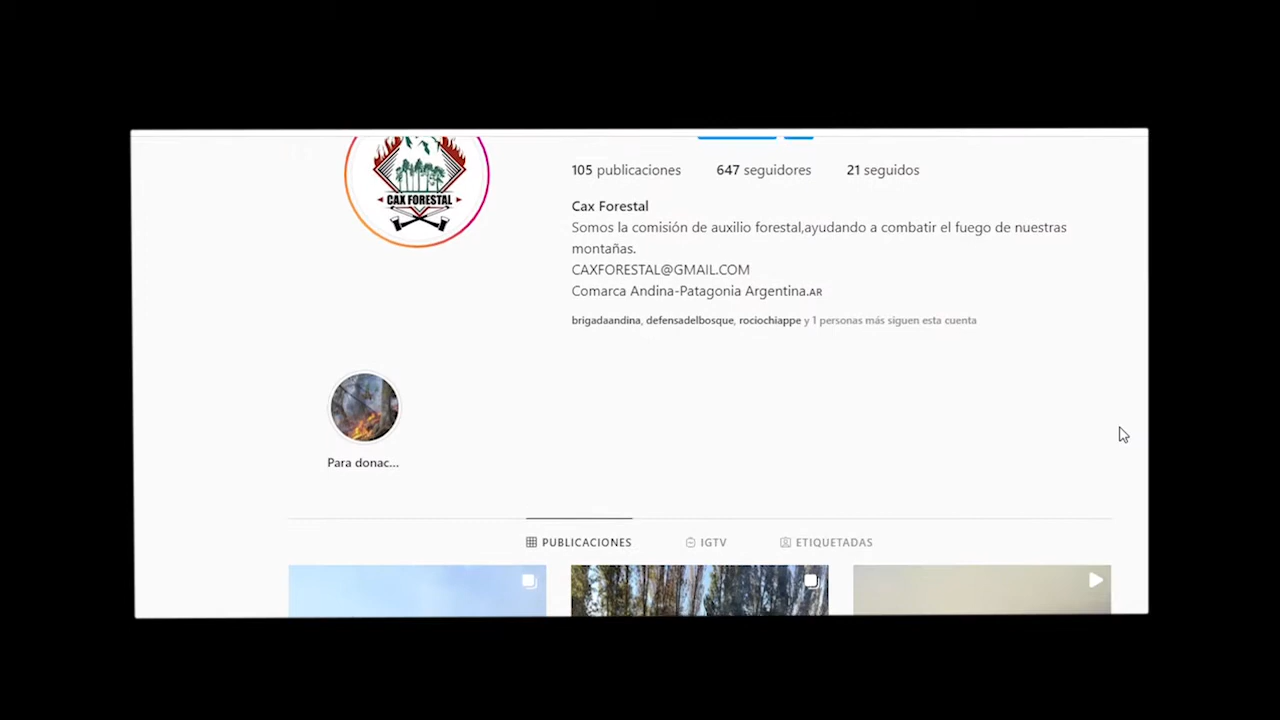 CAX FORESTAL
105 publicaciones 647 seguidores 21 seguidos
Cax Forestal
Somos la comisión de auxilio forestal,ayudando a combatir el fuego de nuestras
montañas.
CAXFORESTAL@GMAIL.COM
Comarca Andina-Patagonia Argentina.AR
brigadaandina, defensadelbosque, rociochiappe y 1 personas más siguen esta cuenta
Para donac...
PUBLICACIONES IGTV ETIQUETADAS